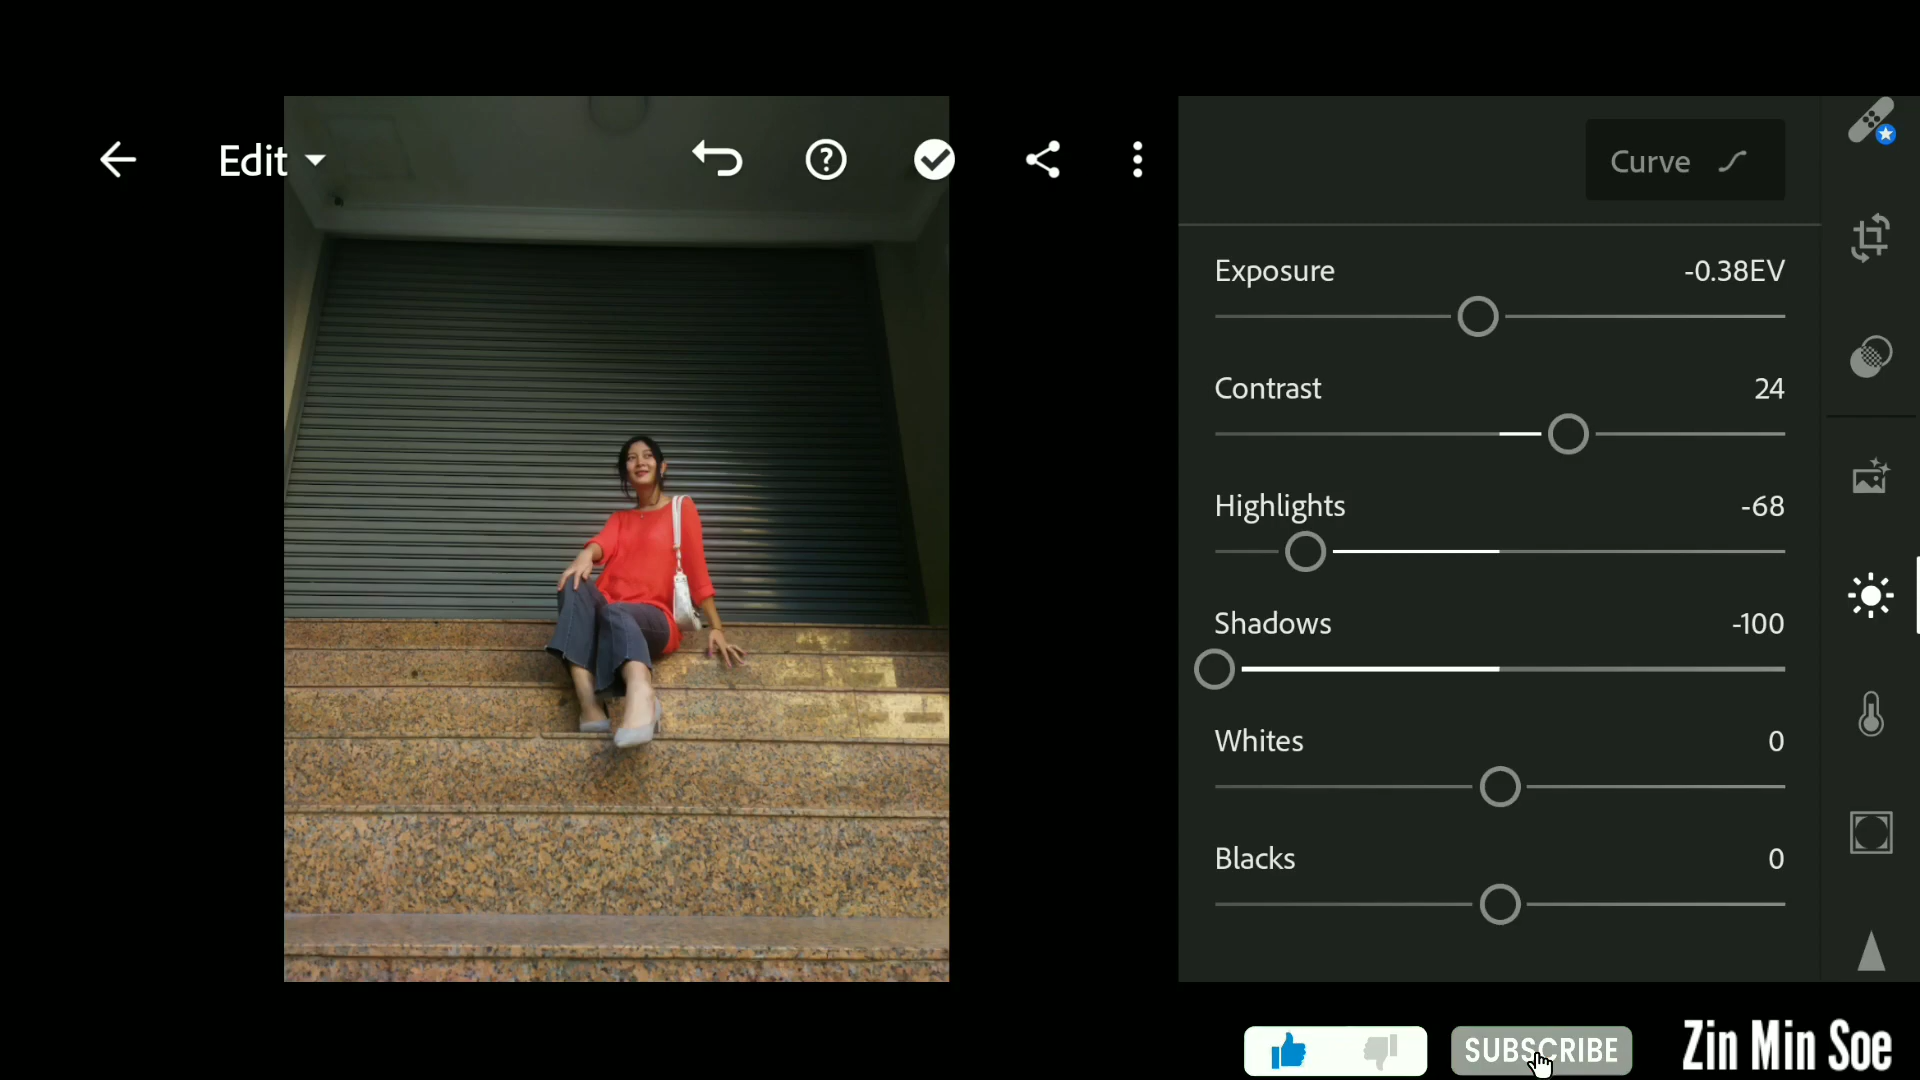 Edit
Curve
Exposure -0.38EV
Contrast 24
Highlights -68
Shadows -100
Whites 0
Blacks 0
SUBSCRIBE
Zin Min Soe